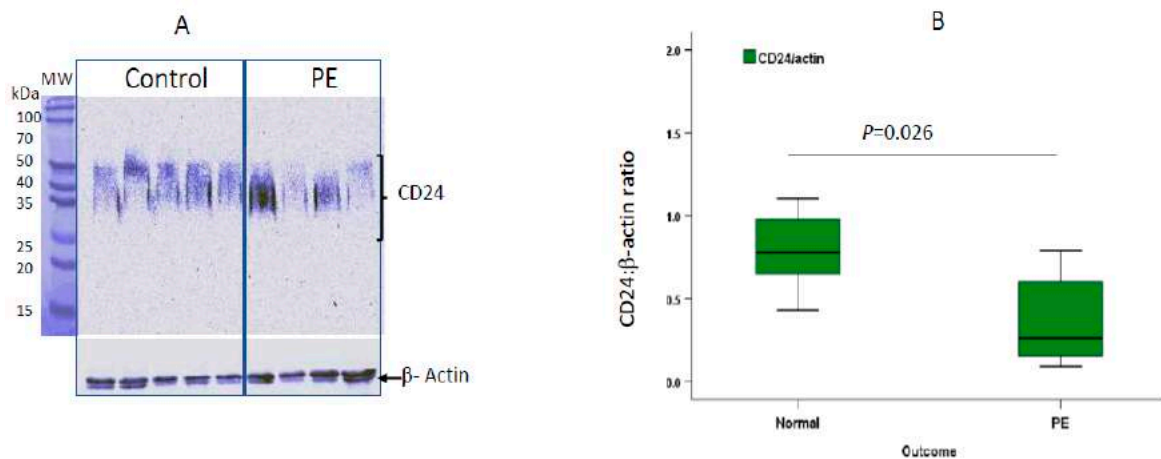 A
MW
Control
PE
kDa
100
70
50
40
35
25
20
15
CD24
β- Actin
B
CD24/actin
P=0.026
CD24:β-actin ratio
2.0
1.5
1.0
0.5
0.0
Normal
PE
Outcome